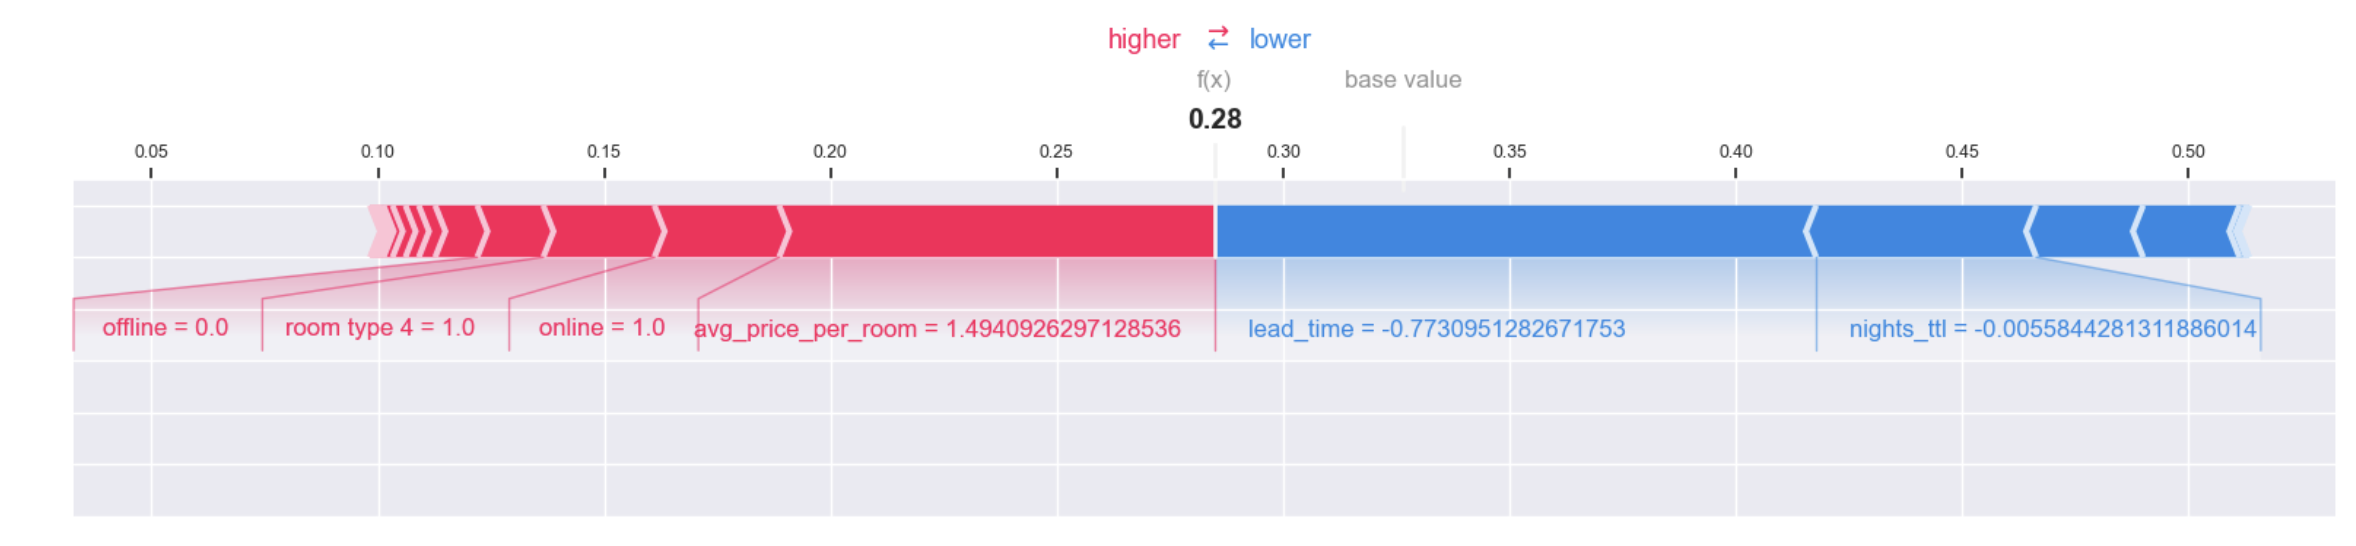 higher ⇄ lower
f(x) base value
0.28
0.05 0.10 0.15 0.20 0.25 0.30 0.35 0.40 0.45 0.50
offline = 0.0 room type 4 = 1.0 online = 1.0 avg_price_per_room = 1.4940926297128536 lead_time = -0.7730951282671753 nights_ttl = -0.0055844281311886014